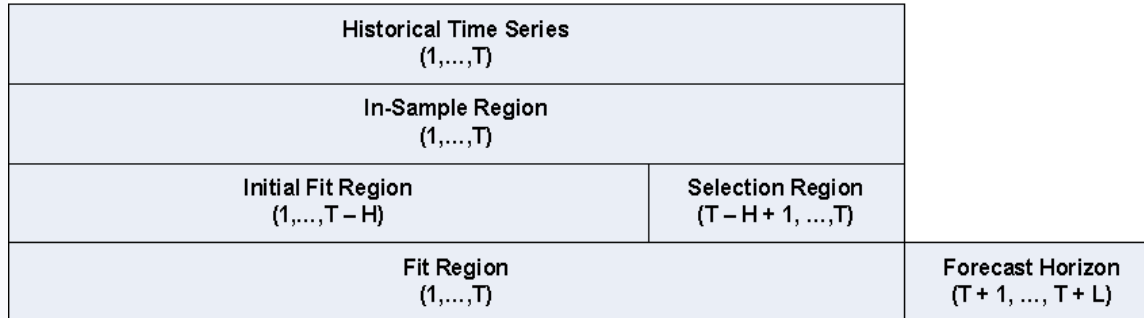 Historical Time Series
(1,...,T)
In-Sample Region
(1,...,T)
Initial Fit Region
(1,...,T – H)
Selection Region
(T – H + 1, ...,T)
Fit Region
(1,...,T)
Forecast Horizon
(T + 1, ..., T + L)